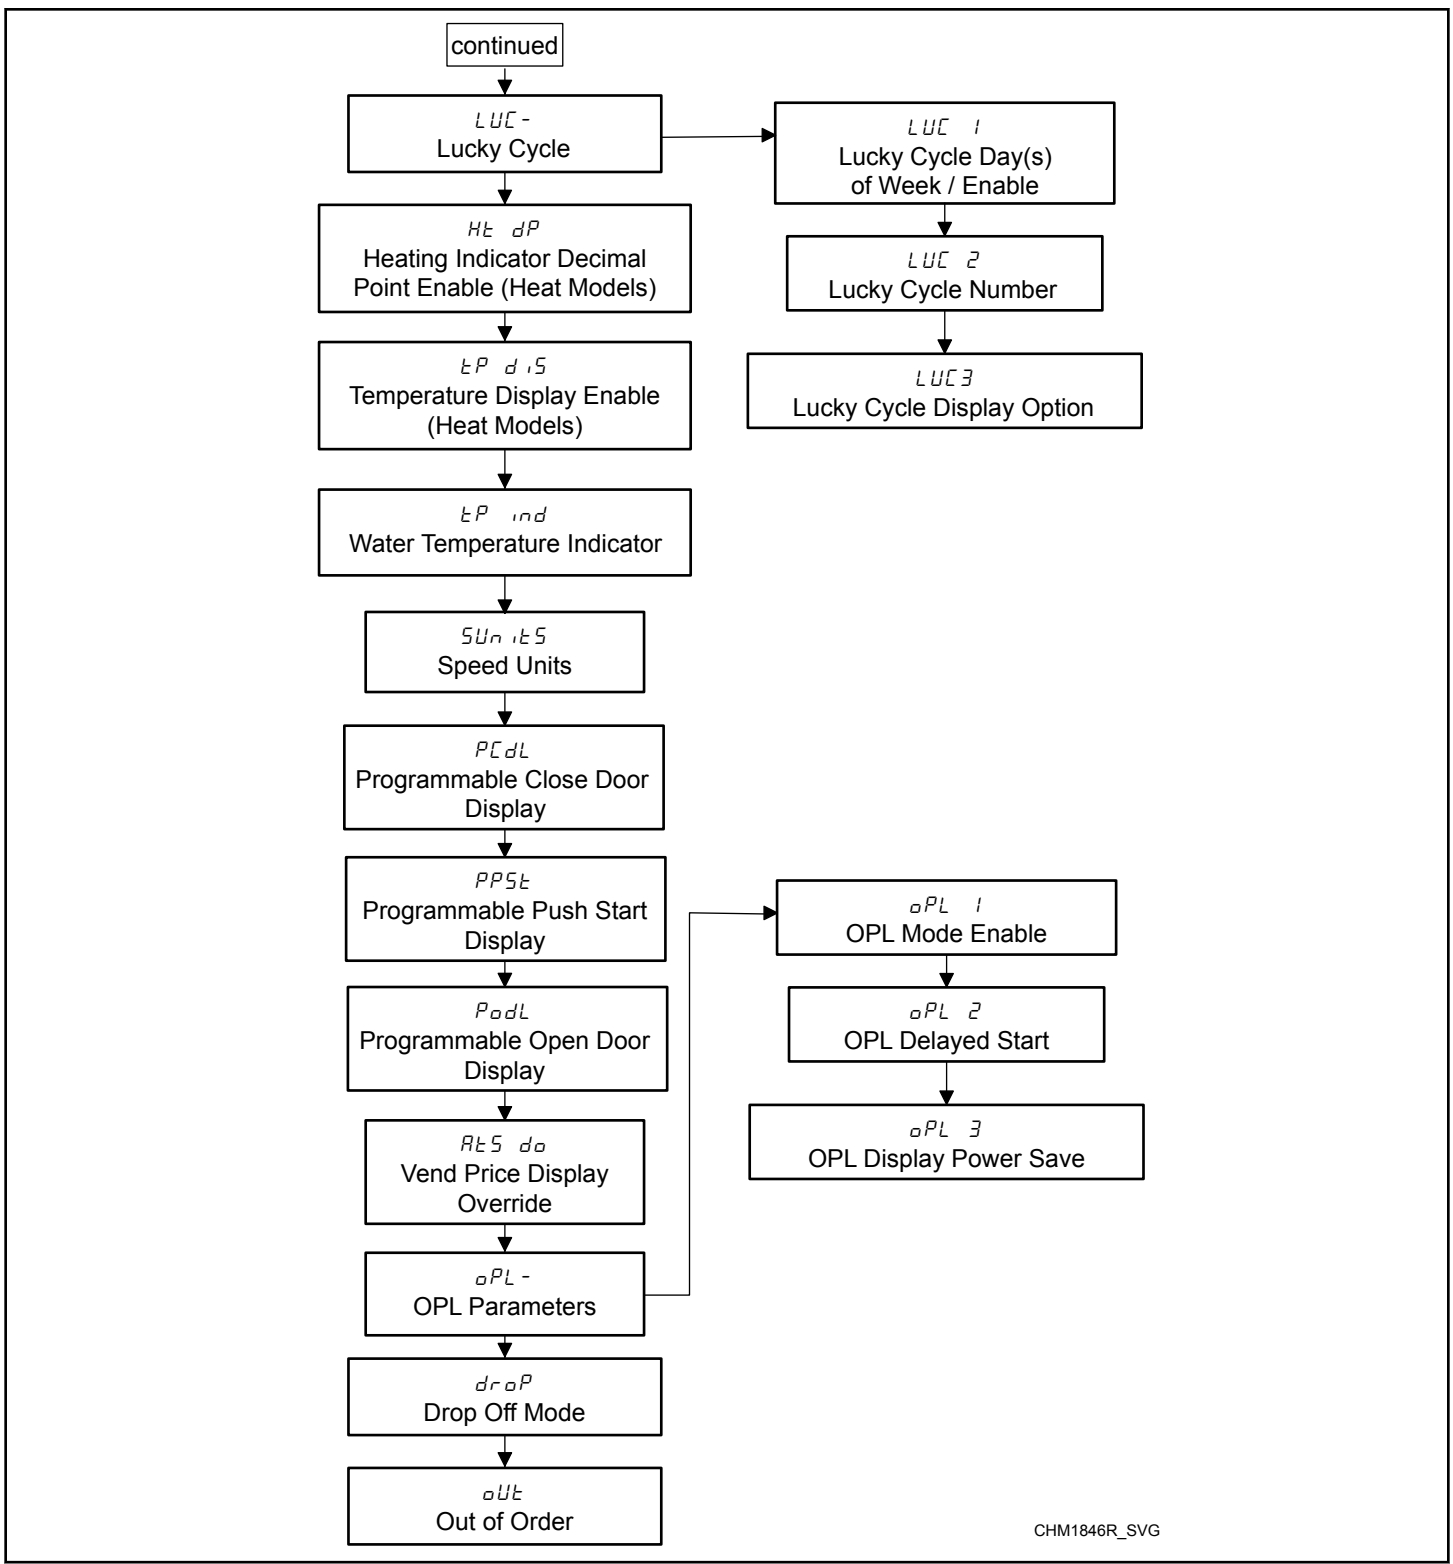 continued
LUC-
Lucky Cycle
LUC 1
Lucky Cycle Day(s)
of Week / Enable
LUC 2
Lucky Cycle Number
LUC3
Lucky Cycle Display Option
Ht dP
Heating Indicator Decimal
Point Enable (Heat Models)
tP diS
Temperature Display Enable
(Heat Models)
tP ind
Water Temperature Indicator
SUnitS
Speed Units
PCdL
Programmable Close Door
Display
PPSt
Programmable Push Start
Display
PodL
Programmable Open Door
Display
AtS do
Vend Price Display
Override
oPL-
OPL Parameters
oPL 1
OPL Mode Enable
oPL 2
OPL Delayed Start
oPL 3
OPL Display Power Save
droP
Drop Off Mode
oUt
Out of Order
CHM1846R_SVG